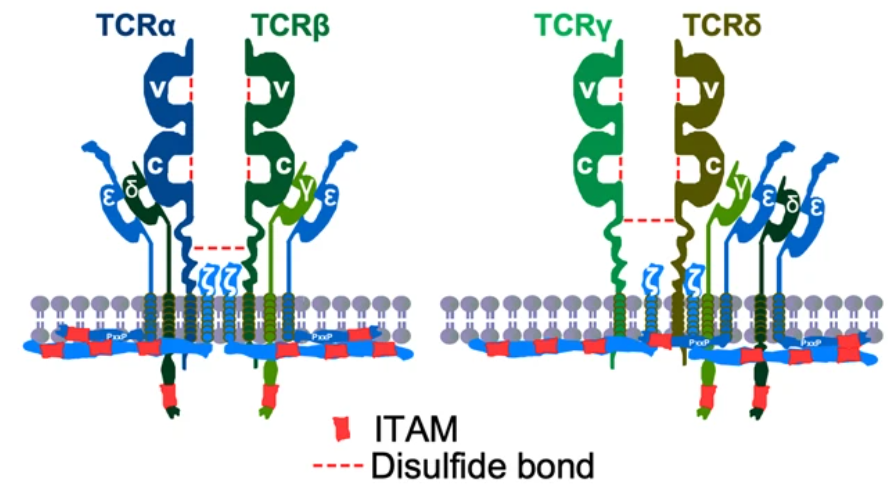 TCRα TCRβ TCRγ TCRδ
V V V V
C C C C
ε δ γ ε γ ε δ ε
ζ ζ ζ ζ
PxxP PxxP PxxP PxxP
ITAM
Disulfide bond